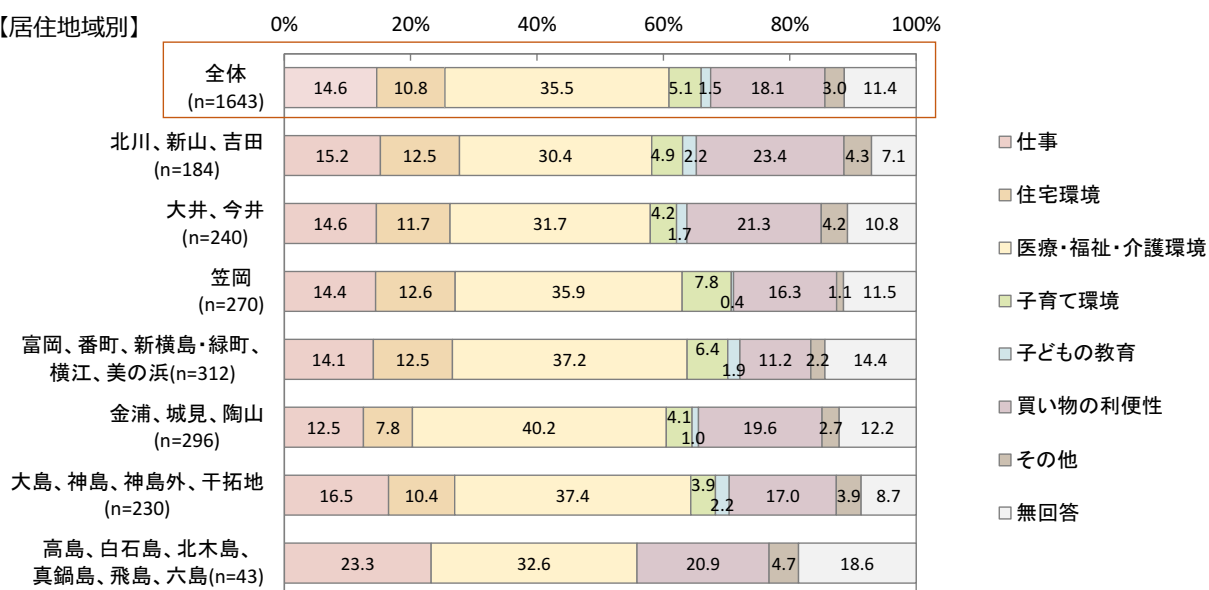 【居住地域別】
0% 20% 40% 60% 80% 100%
全体
(n=1643)
14.6 10.8 35.5 5.1 1.5 18.1 3.0 11.4
北川、新山、吉田
(n=184)
15.2 12.5 30.4 4.9 2.2 23.4 4.3 7.1
大井、今井
(n=240)
14.6 11.7 31.7 4.2 1.7 21.3 4.2 10.8
笠岡
(n=270)
14.4 12.6 35.9 7.8 0.4 16.3 1.1 11.5
富岡、番町、新横島・緑町、
横江、美の浜(n=312)
14.1 12.5 37.2 6.4 1.9 11.2 2.2 14.4
金浦、城見、陶山
(n=296)
12.5 7.8 40.2 4.1 1.0 19.6 2.7 12.2
大島、神島、神島外、干拓地
(n=230)
16.5 10.4 37.4 3.9 2.2 17.0 3.9 8.7
高島、白石島、北木島、
真鍋島、飛島、六島(n=43)
23.3 32.6 20.9 4.7 18.6
仕事
住宅環境
医療・福祉・介護環境
子育て環境
子どもの教育
買い物の利便性
その他
無回答